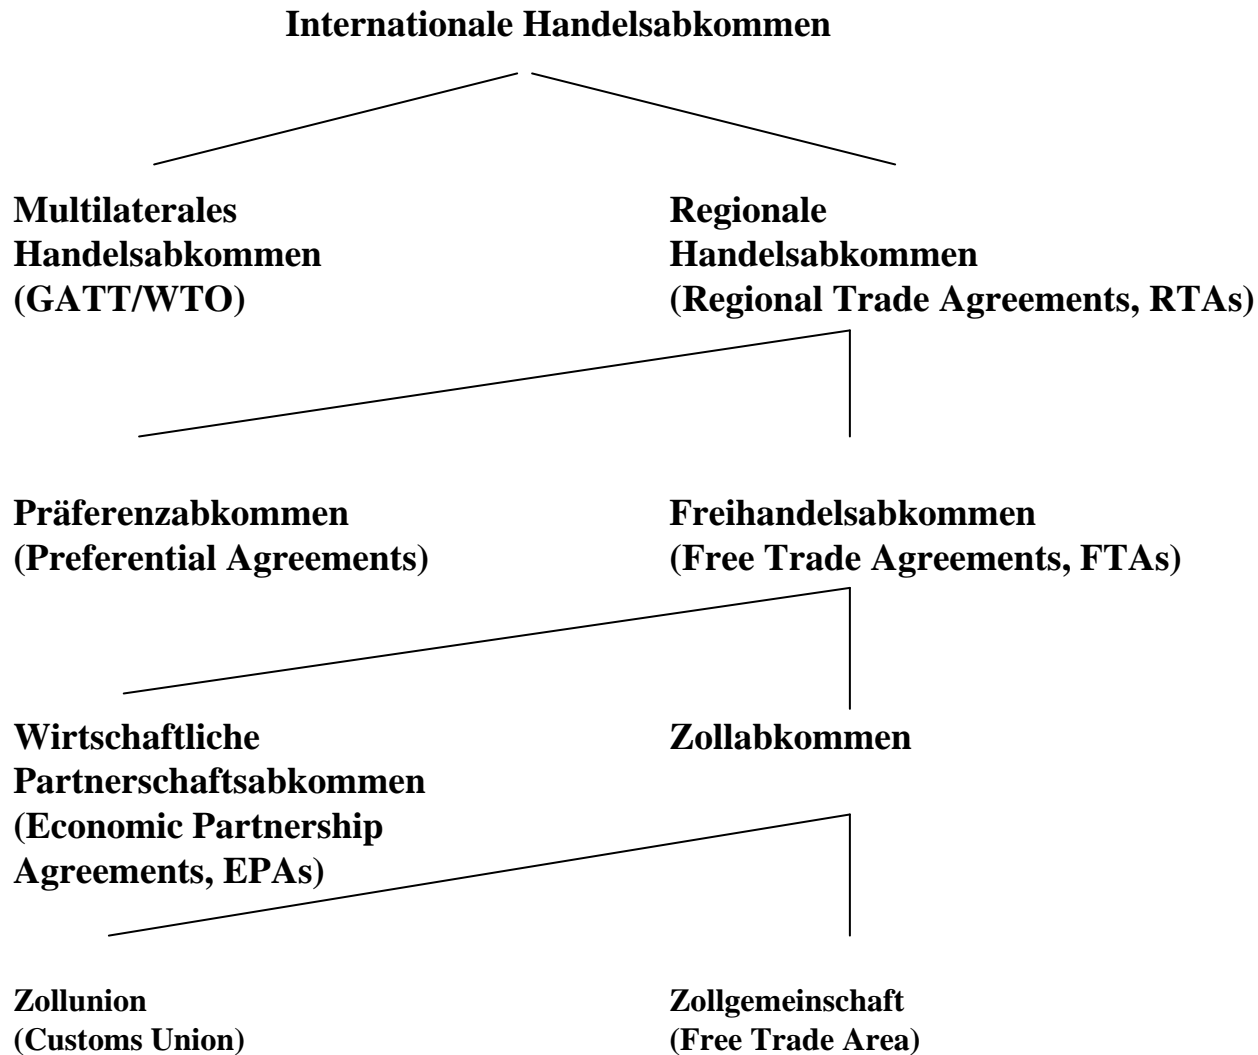 Internationale Handelsabkommen
Multilaterales
Handelsabkommen
(GATT/WTO)
Regionale
Handelsabkommen
(Regional Trade Agreements, RTAs)
Präferenzabkommen
(Preferential Agreements)
Freihandelsabkommen
(Free Trade Agreements, FTAs)
Wirtschaftliche
Partnerschaftsabkommen
(Economic Partnership
Agreements, EPAs)
Zollabkommen
Zollunion
(Customs Union)
Zollgemeinschaft
(Free Trade Area)